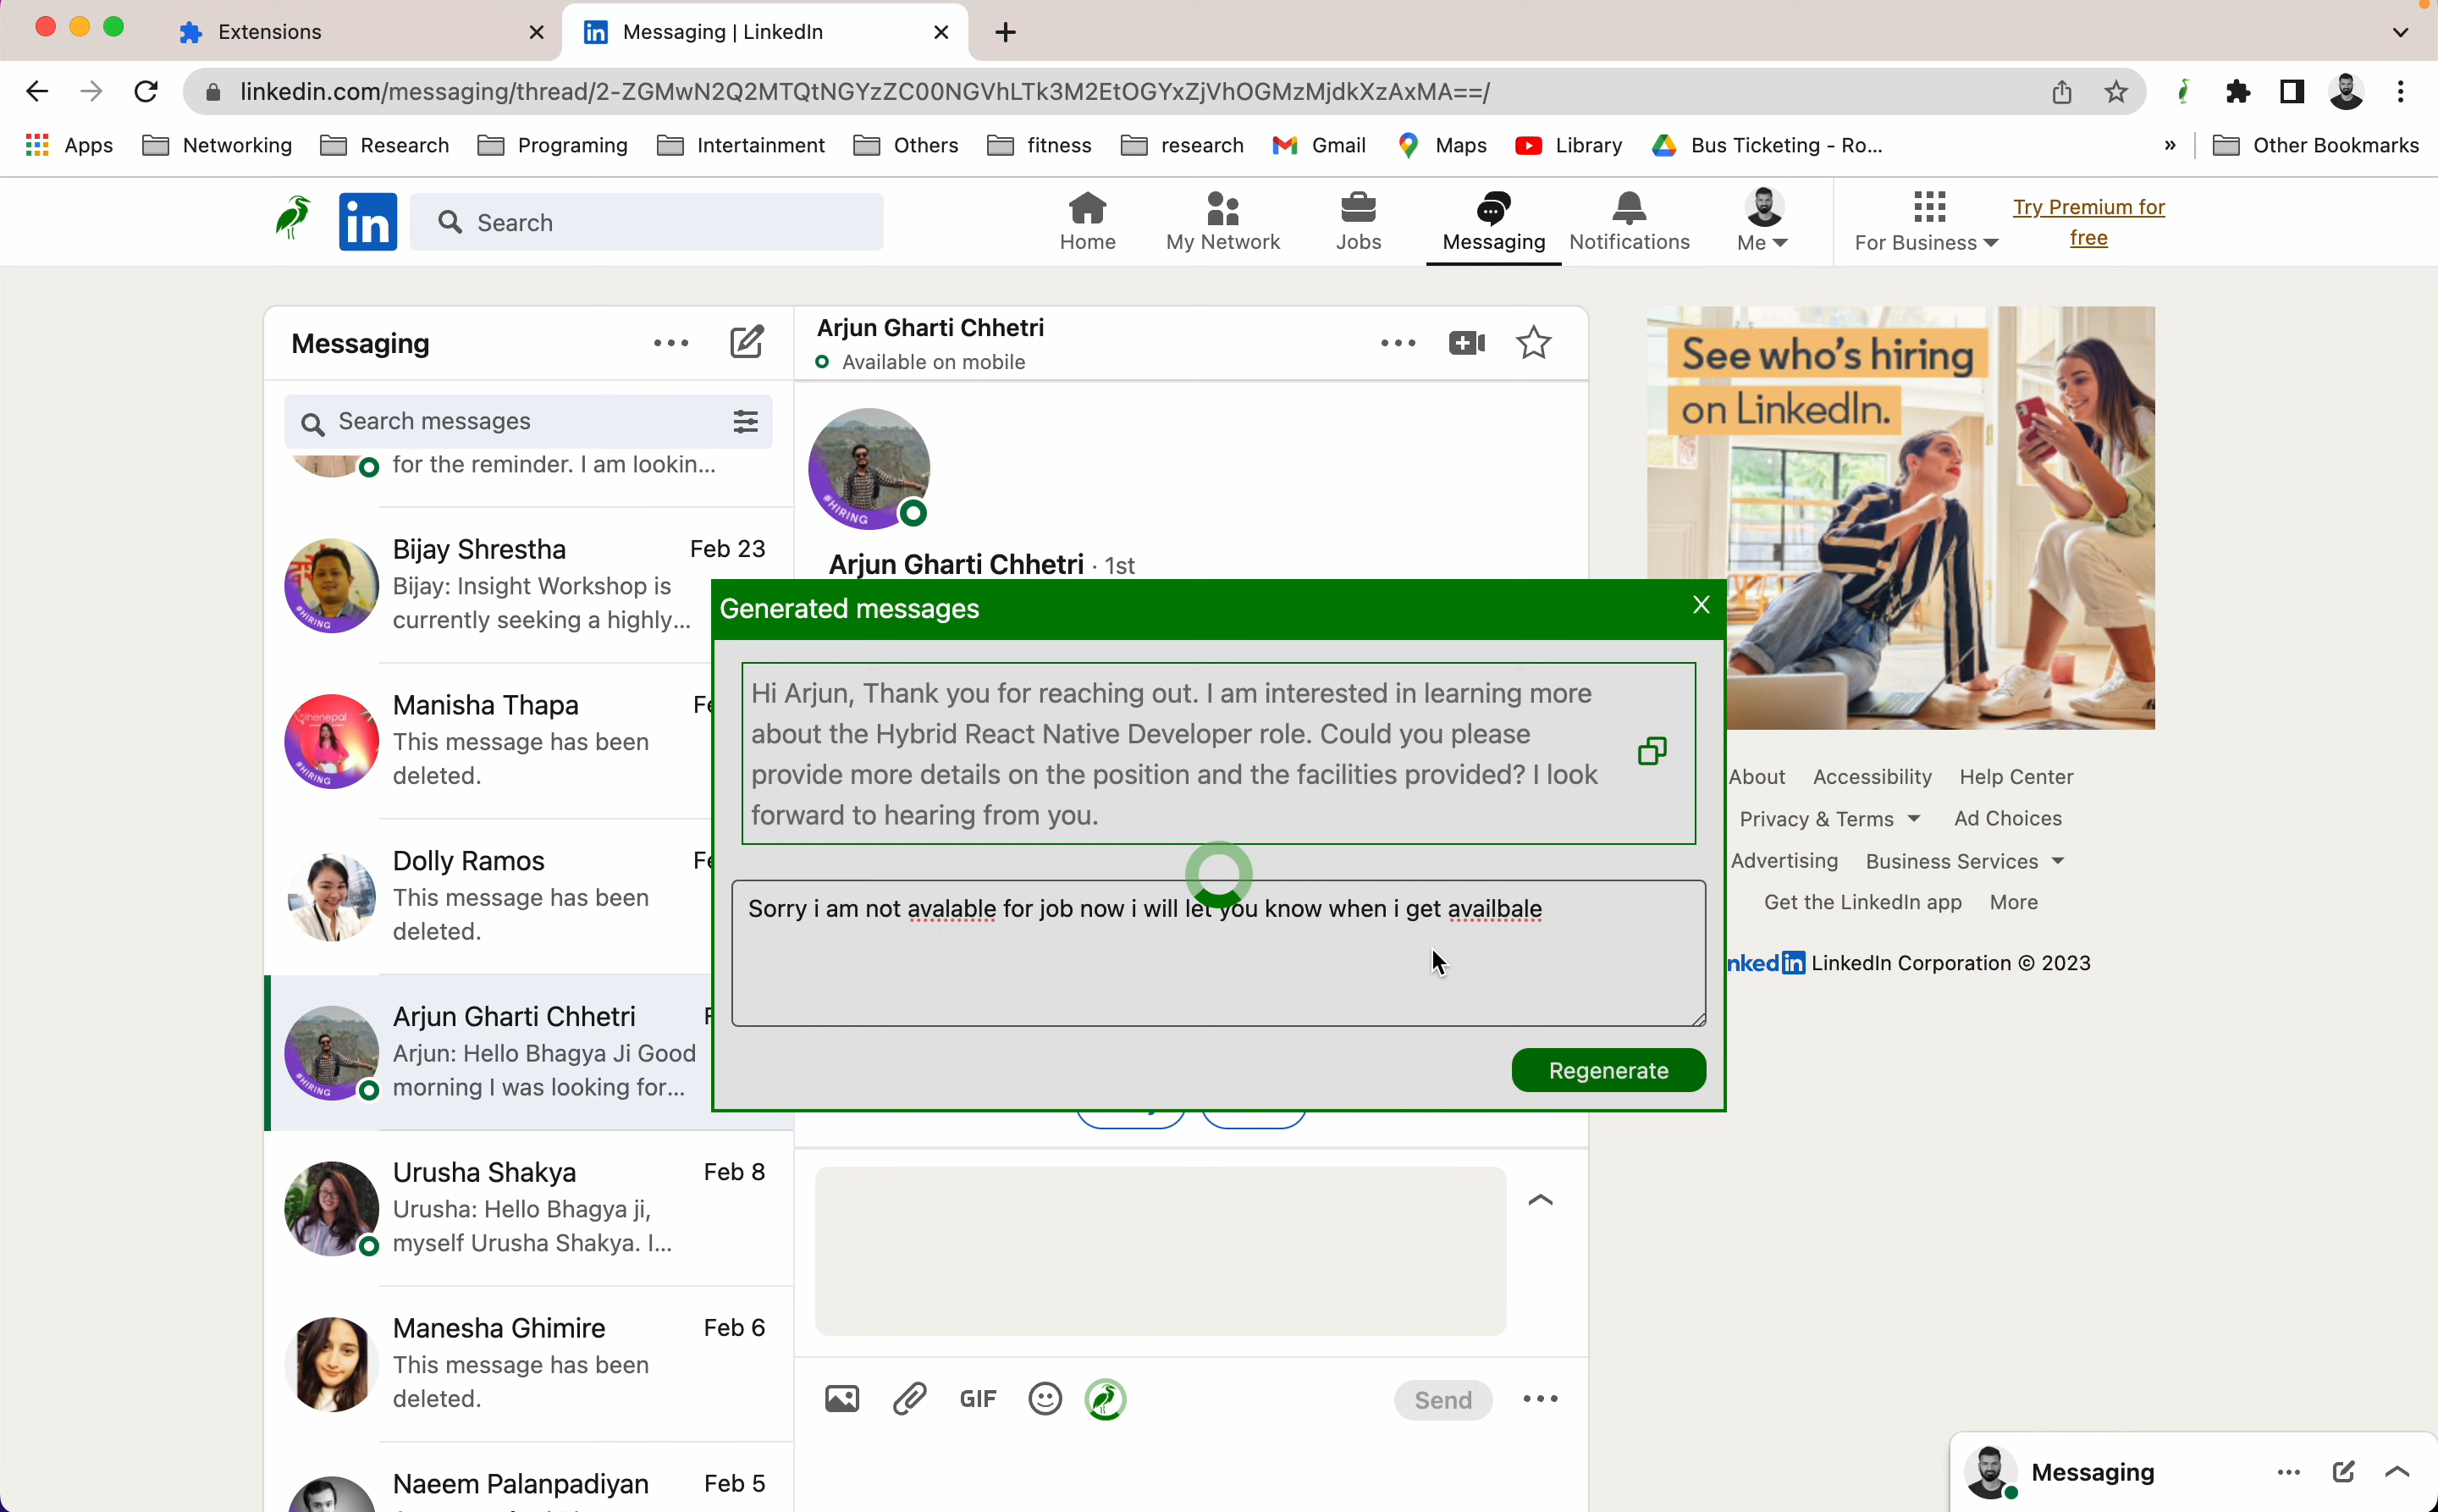 Extensions
Messaging | LinkedIn
linkedin.com/messaging/thread/2-ZGMwN2Q2MTQtNGYzZC00NGVhLTk3M2EtOGYxZjVhOGMzMjdkXzAxMA==/
Apps
Networking
Research
Programing
Intertainment
Others
fitness
research
Gmail
Maps
Library
Bus Ticketing - Ro...
»
Other Bookmarks
in
Search
Home
My Network
Jobs
Messaging
Notifications
Me
For Business
Try Premium for
free
Messaging
Search messages
for the reminder. I am lookin...
Bijay Shrestha
Feb 23
Bijay: Insight Workshop is
currently seeking a highly...
#HIRING
Manisha Thapa
Fe
This message has been
deleted.
#HIRING
Dolly Ramos
Fe
This message has been
deleted.
Arjun Gharti Chhetri
Arjun: Hello Bhagya Ji Good
morning I was looking for...
#HIRING
Urusha Shakya
Feb 8
Urusha: Hello Bhagya ji,
myself Urusha Shakya. I...
Manesha Ghimire
Feb 6
This message has been
deleted.
Naeem Palanpadiyan
Feb 5
Arjun Gharti Chhetri
Available on mobile
#HIRING
Arjun Gharti Chhetri · 1st
Generated messages
X
Hi Arjun, Thank you for reaching out. I am interested in learning more
about the Hybrid React Native Developer role. Could you please
provide more details on the position and the facilities provided? I look
forward to hearing from you.
Sorry i am not avalable for job now i will let you know when i get availbale
Regenerate
GIF
Send
See who's hiring
on LinkedIn.
About
Accessibility
Help Center
Privacy & Terms
Ad Choices
Advertising
Business Services
Get the LinkedIn app
More
nked in LinkedIn Corporation © 2023
Messaging